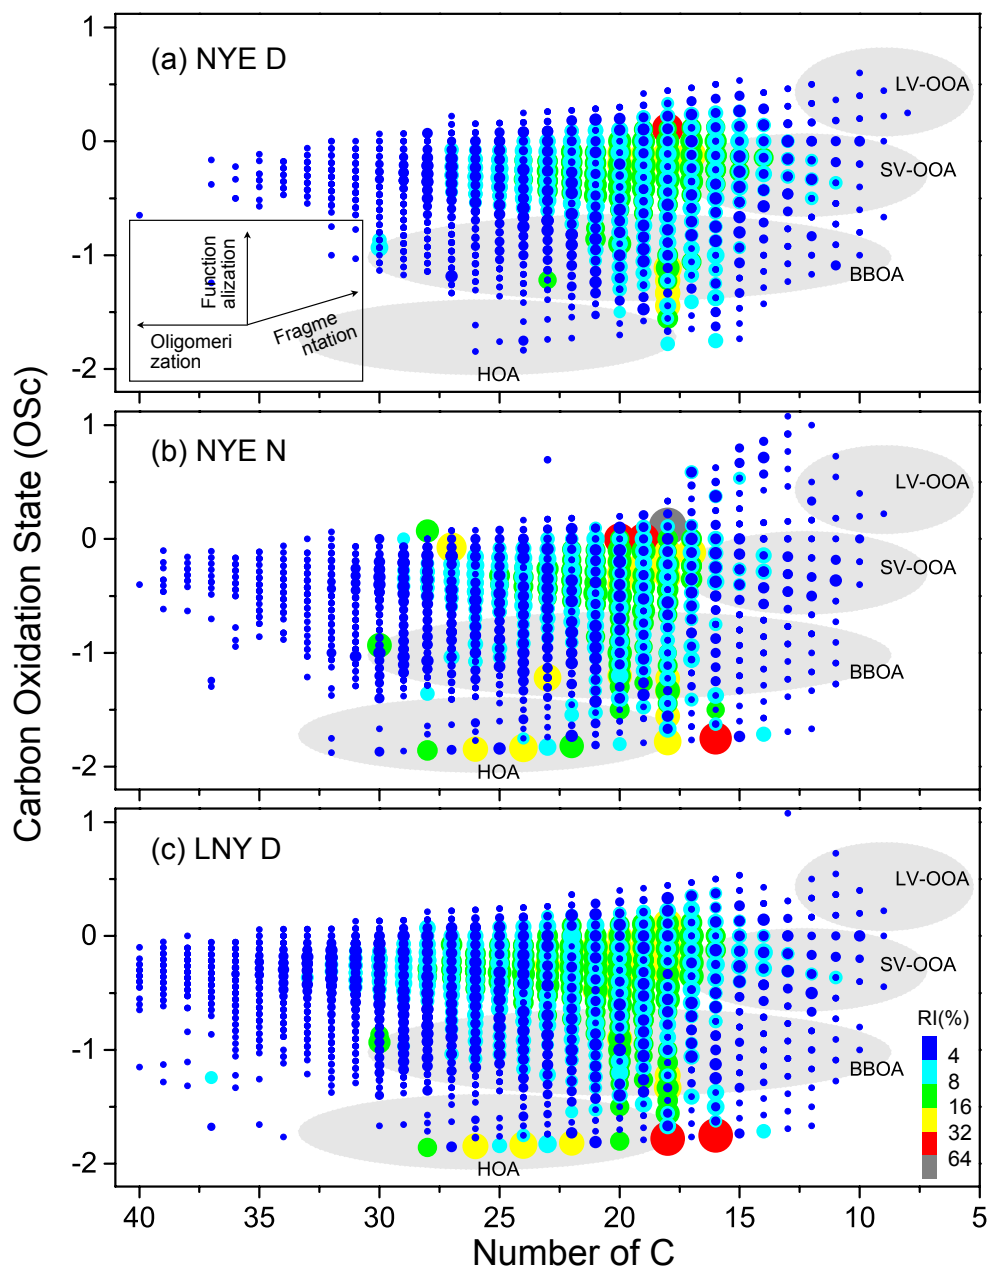 Carbon Oxidation State (OSc)
(a) NYE D
1
0
-1
-2
LV-OOA
SV-OOA
BBOA
HOA
Function
alization
Oligomeri
zation
Fragme
ntation
(b) NYE N
1
0
-1
-2
LV-OOA
SV-OOA
BBOA
HOA
(c) LNY D
1
0
-1
-2
LV-OOA
SV-OOA
BBOA
HOA
RI(%)
4
8
16
32
64
40 35 30 25 20 15 10 5
Number of C